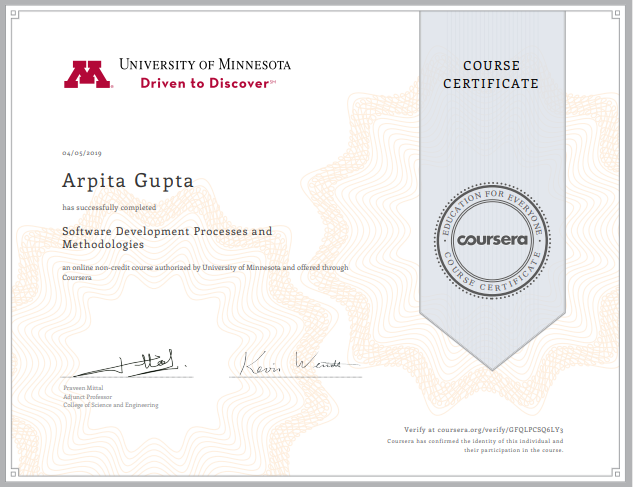 UNIVERSITY OF MINNESOTA
Driven to Discover℠
COURSE
CERTIFICATE
04/05/2019
Arpita Gupta
has successfully completed
Software Development Processes and
Methodologies
an online non-credit course authorized by University of Minnesota and offered through
Coursera
EDUCATION FOR EVERYONE
coursera
COURSE CERTIFICATE
Kevin Wendt
Praveen Mittal
Adjunct Professor
College of Science and Engineering
Verify at coursera.org/verify/GFQLPCSQ6LY3
Coursera has confirmed the identity of this individual and
their participation in the course.